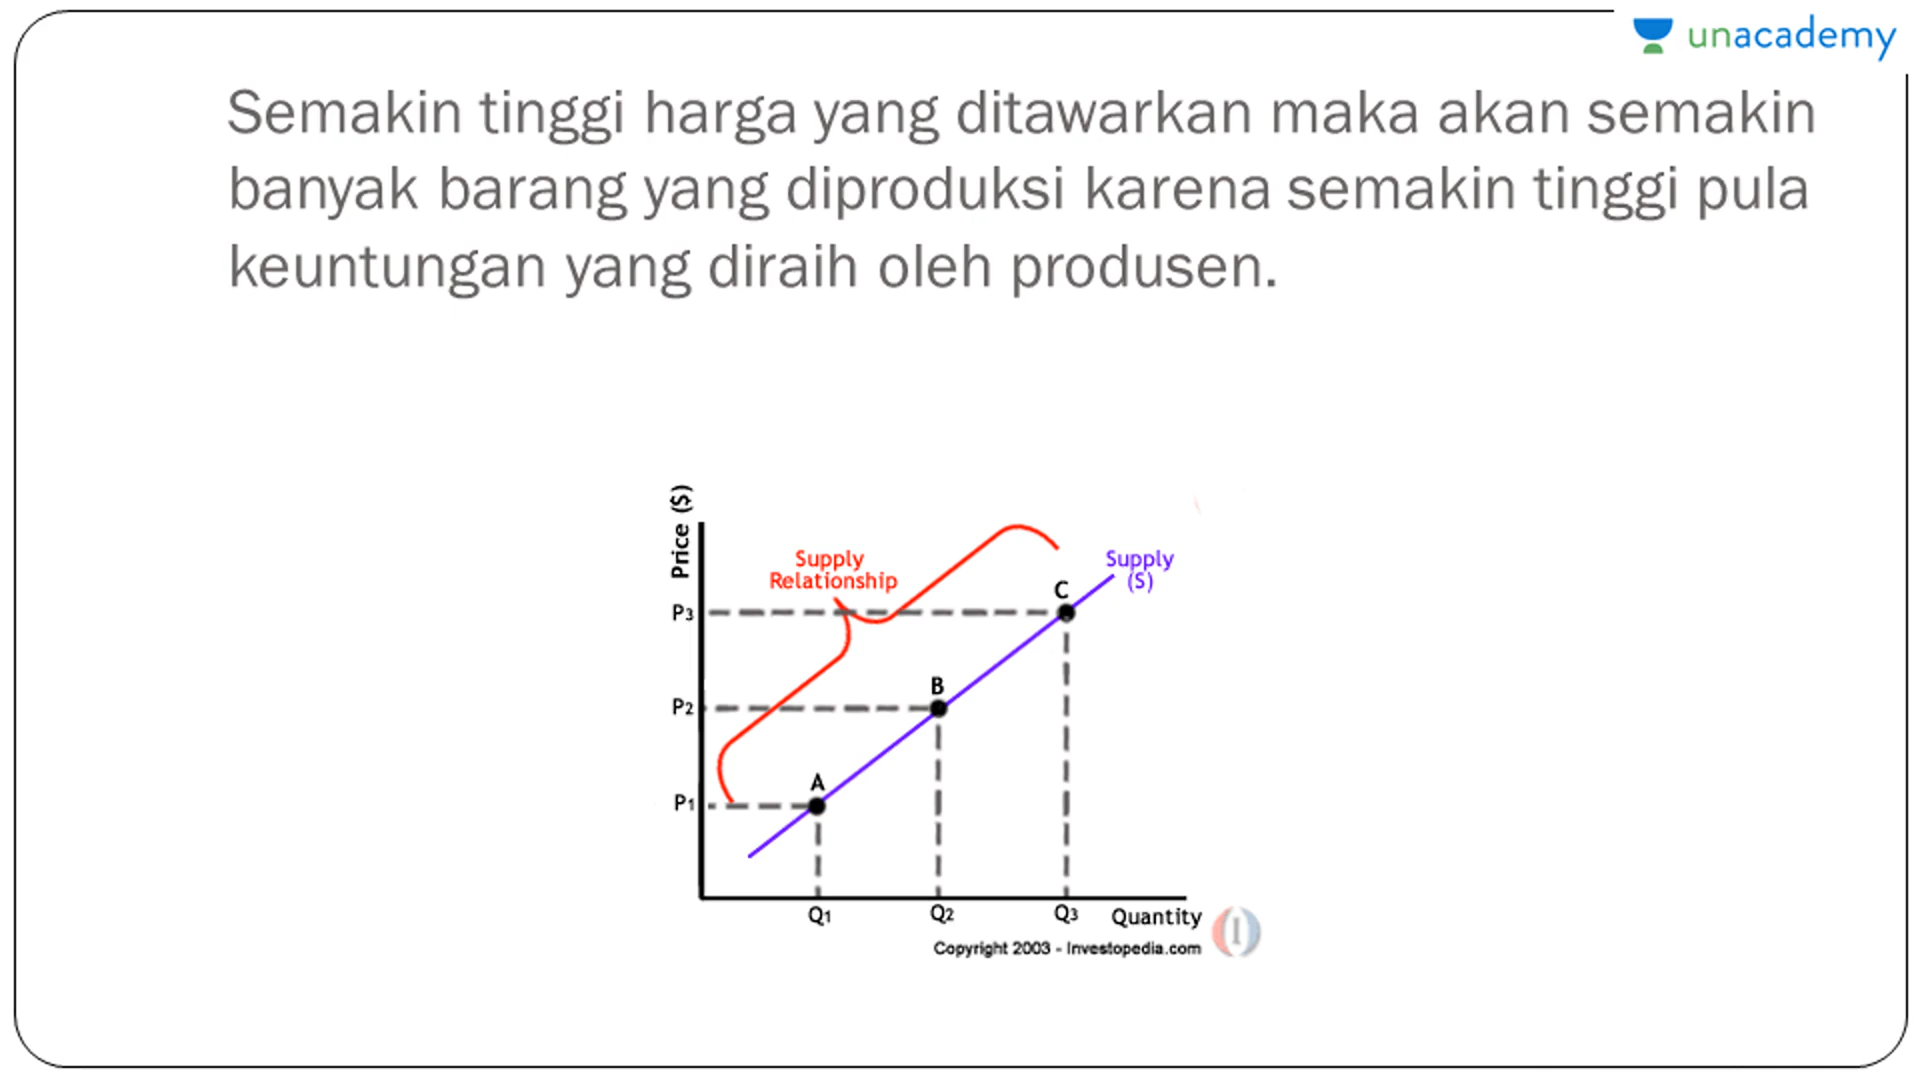 unacademy
Semakin tinggi harga yang ditawarkan maka akan semakin
banyak barang yang diproduksi karena semakin tinggi pula
keuntungan yang diraih oleh produsen.
Price ($)
Supply
Relationship
Supply
(S)
C
P3
B
P2
A
P1
Q1
Q2
Q3
Quantity
Copyright 2003 - Investopedia.com
I